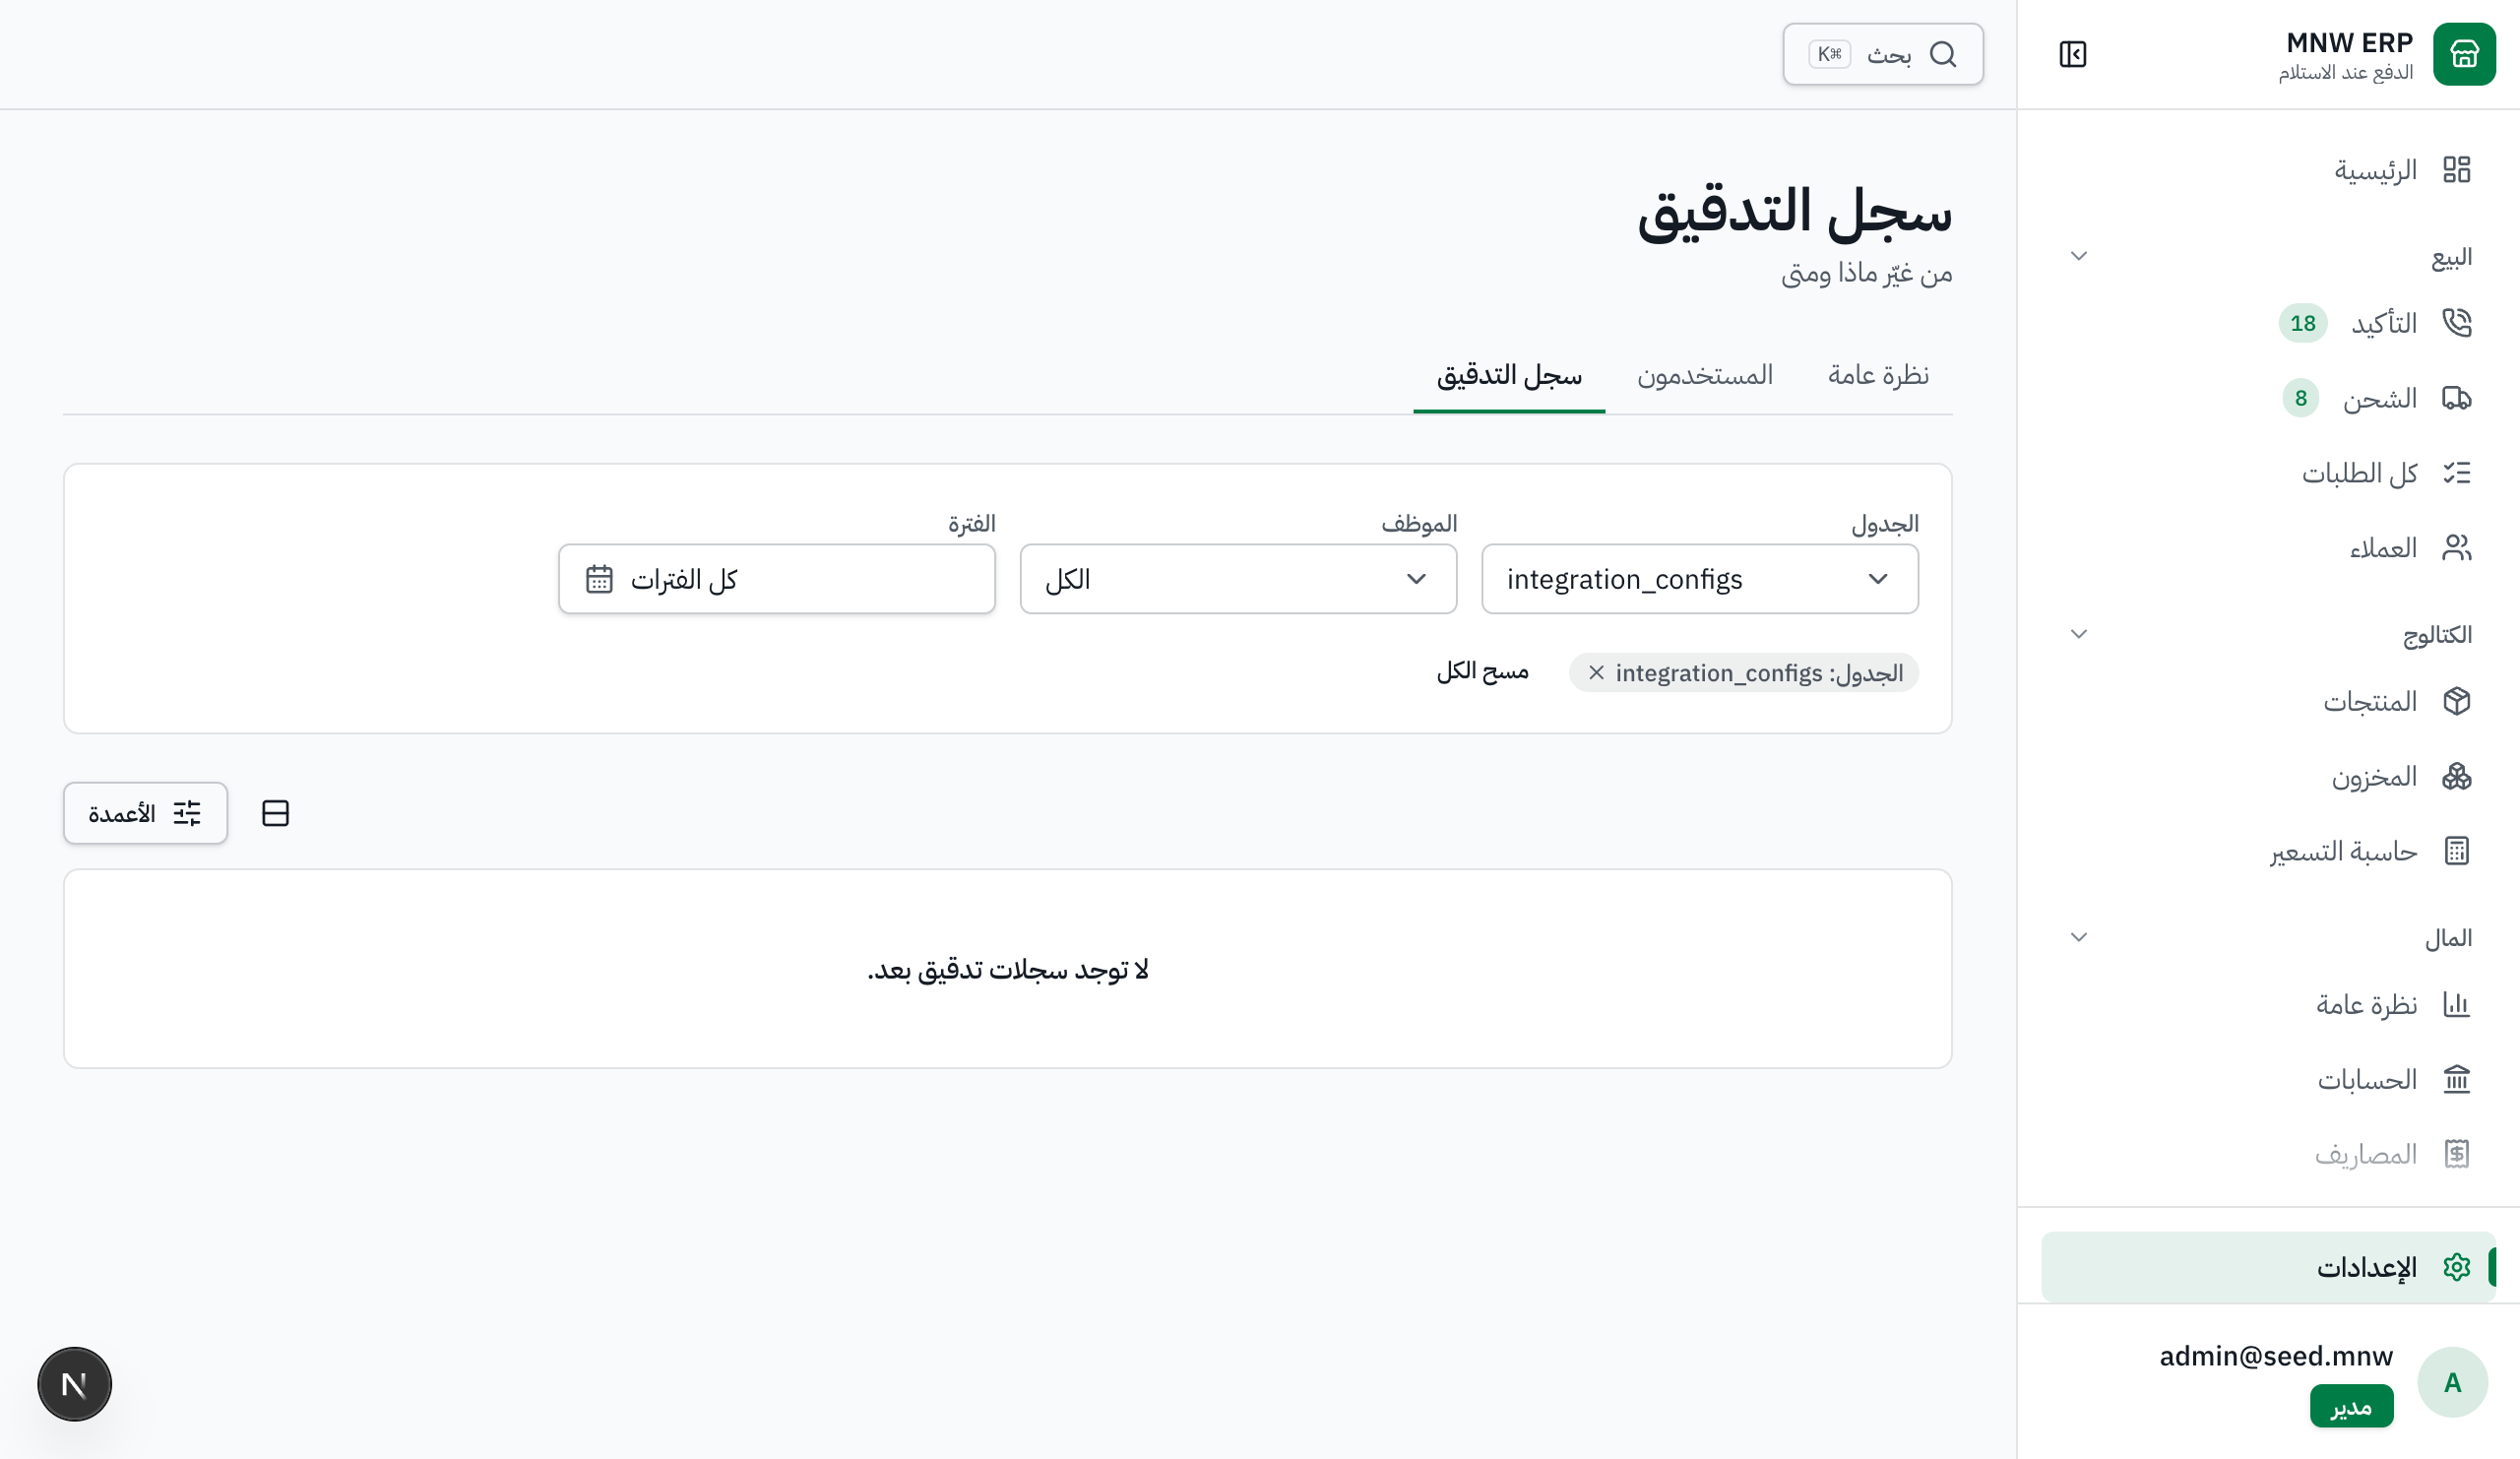 MNW ERP
الدفع عند الاستلام
بحث ⌘K
الرئيسية
البيع
التأكيد 18
الشحن 8
كل الطلبات
العملاء
الكتالوج
المنتجات
المخزون
حاسبة التسعير
المال
نظرة عامة
الحسابات
المصاريف
الإعدادات
A
admin@seed.mnw
مدير
سجل التدقيق
من غيّر ماذا ومتى
نظرة عامة المستخدمون سجل التدقيق
الجدول الموظف الفترة
integration_configs الكل كل الفترات
الجدول: integration_configs مسح الكل
الأعمدة
لا توجد سجلات تدقيق بعد.
N